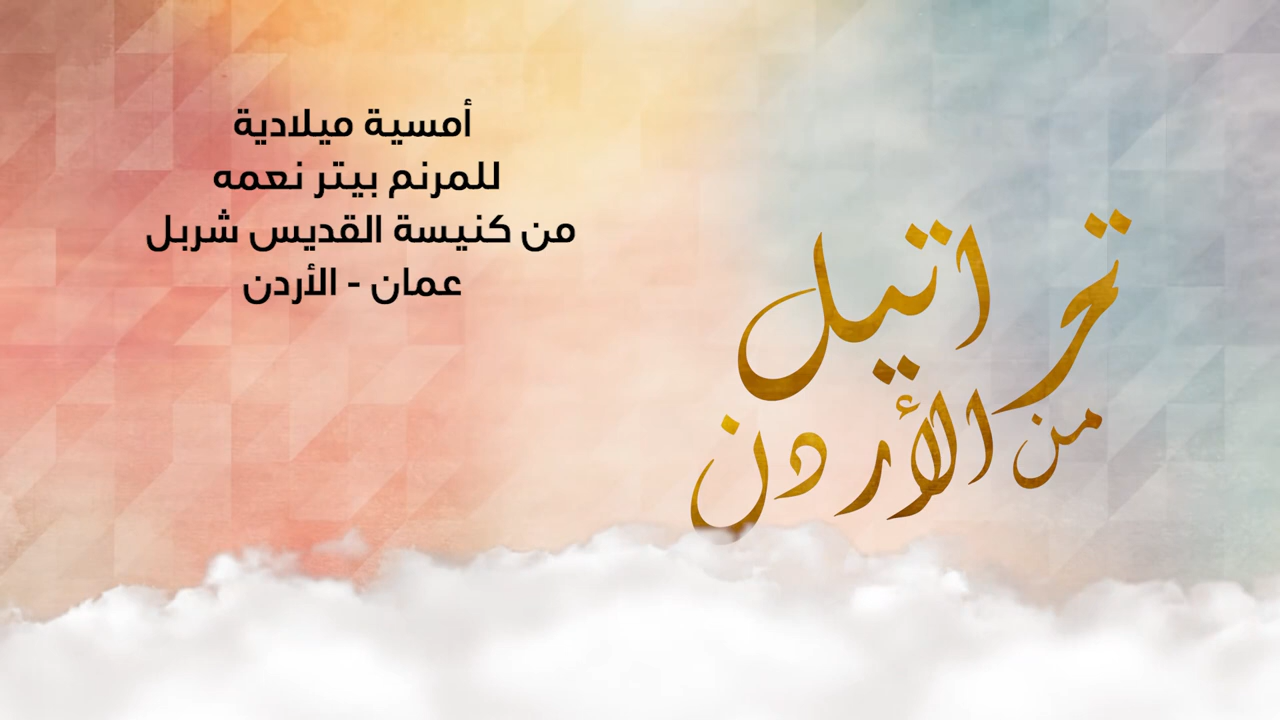 أمسية ميلادية
للمرنم بيتر نعمه
من كنيسة القديس شربل
عمان - الأردن
تراتيل
من الأردن